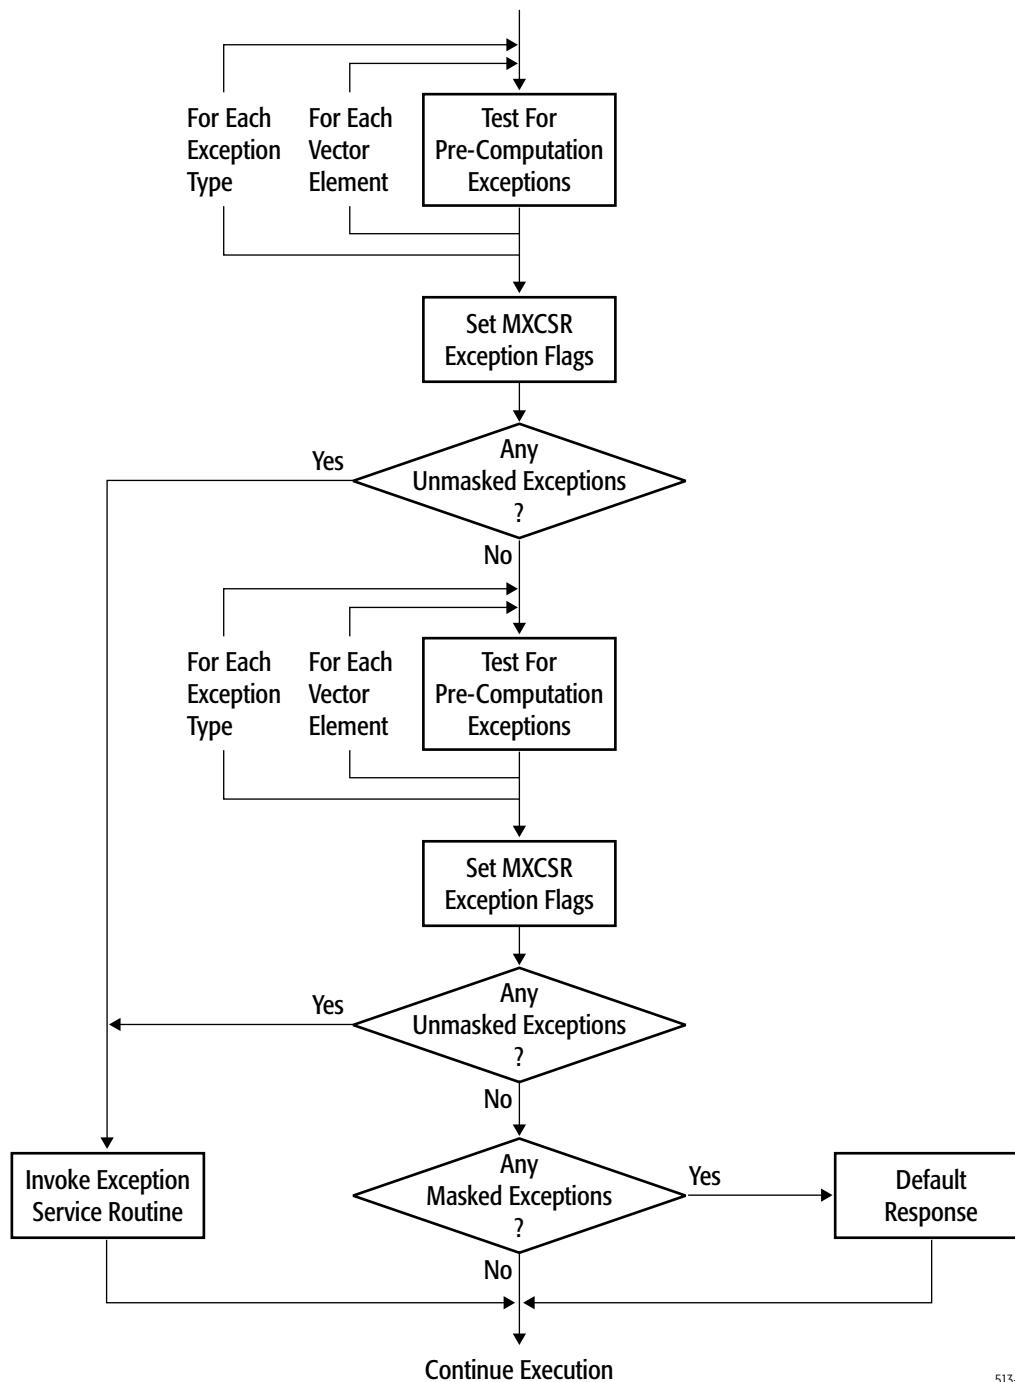 For Each
Exception
Type
For Each
Vector
Element
Test For
Pre-Computation
Exceptions
Set MXCSR
Exception Flags
Any
Unmasked Exceptions
?
Yes
No
For Each
Exception
Type
For Each
Vector
Element
Test For
Pre-Computation
Exceptions
Set MXCSR
Exception Flags
Any
Unmasked Exceptions
?
Yes
No
Invoke Exception
Service Routine
Any
Masked Exceptions
?
Yes
Default
Response
No
Continue Execution
513-